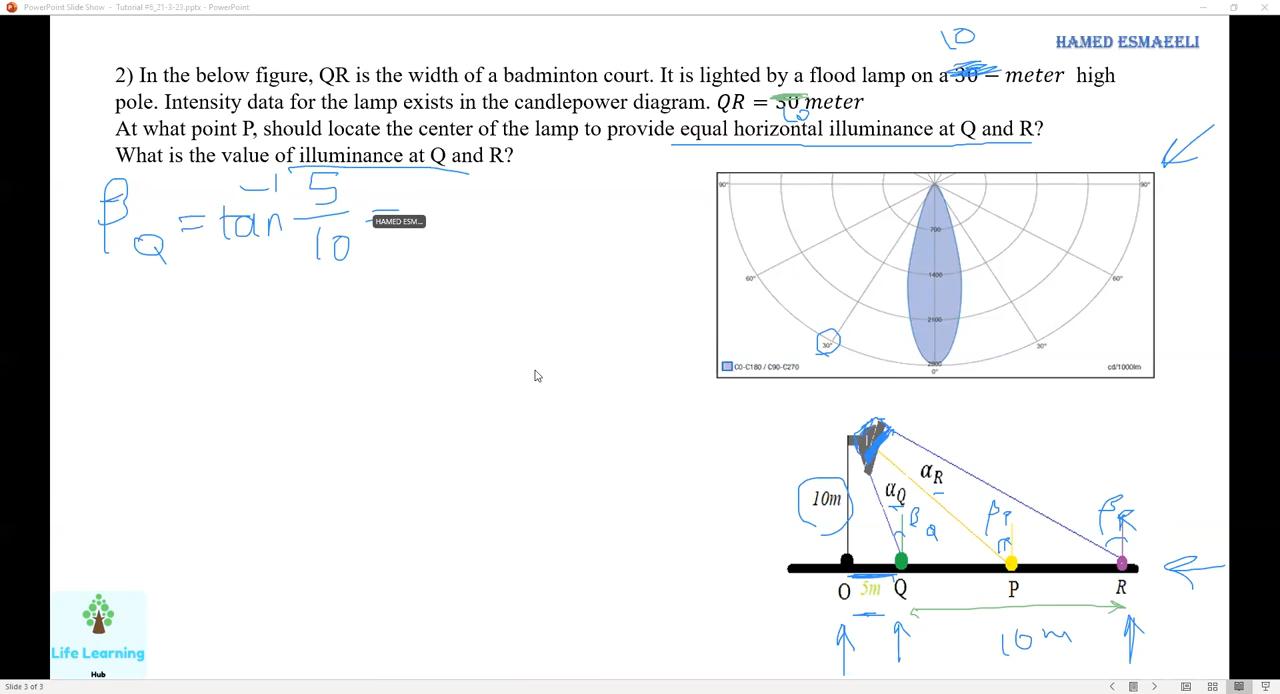 PowerPoint Slide Show - Tutorial #6_21-3-23.pptx - PowerPoint
10
HAMED ESMAEELI
2) In the below figure, QR is the width of a badminton court. It is lighted by a flood lamp on a 30 − meter high
pole. Intensity data for the lamp exists in the candlepower diagram. QR = 30 meter
10
At what point P, should locate the center of the lamp to provide equal horizontal illuminance at Q and R?
What is the value of illuminance at Q and R?
β_Q = tan⁻¹ 5/10 =
HAMED ESM...
90° 90°
700
60° 1400 60°
2100
30° 30°
2800
0°
C0-C180 / C90-C270 cd/1000lm
α_R
10m α_Q
β_Q β_P β_R
O 5m Q P R
10m
Life Learning
Hub
Slide 3 of 3